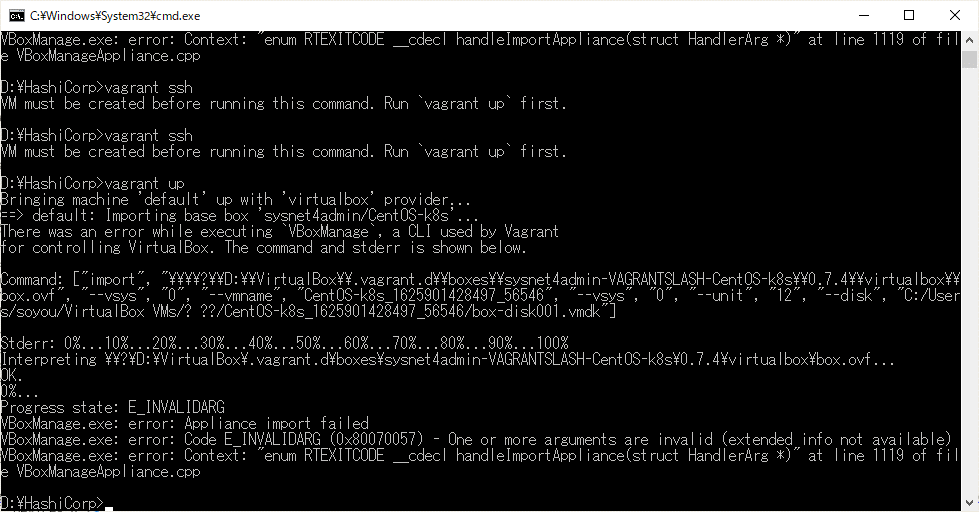 C:¥Windows¥System32¥cmd.exe
VBoxManage.exe: error: Context: "enum RTEXITCODE __cdecl handleImportAppliance(struct HandlerArg *)" at line 1119 of fil
e VBoxManageAppliance.cpp
D:¥HashiCorp>vagrant ssh
VM must be created before running this command. Run `vagrant up` first.
D:¥HashiCorp>vagrant ssh
VM must be created before running this command. Run `vagrant up` first.
D:¥HashiCorp>vagrant up
Bringing machine 'default' up with 'virtualbox' provider...
==> default: Importing base box 'sysnet4admin/CentOS-k8s'...
There was an error while executing `VBoxManage`, a CLI used by Vagrant
for controlling VirtualBox. The command and stderr is shown below.
Command: ["import", "¥¥¥¥?¥¥D:¥¥VirtualBox¥¥.vagrant.d¥¥boxes¥¥sysnet4admin-VAGRANTSLASH-CentOS-k8s¥¥0.7.4¥¥virtualbox¥¥
box.ovf", "--vsys", "0", "--vmname", "CentOS-k8s_1625901428497_56546", "--vsys", "0", "--unit", "12", "--disk", "C:/User
s/soyou/VirtualBox VMs/? ??/CentOS-k8s_1625901428497_56546/box-disk001.vmdk"]
Stderr: 0%...10%...20%...30%...40%...50%...60%...70%...80%...90%...100%
Interpreting ¥¥?¥D:¥VirtualBox¥.vagrant.d¥boxes¥sysnet4admin-VAGRANTSLASH-CentOS-k8s¥0.7.4¥virtualbox¥box.ovf...
OK.
0%...
Progress state: E_INVALIDARG
VBoxManage.exe: error: Appliance import failed
VBoxManage.exe: error: Code E_INVALIDARG (0x80070057) - One or more arguments are invalid (extended info not available)
VBoxManage.exe: error: Context: "enum RTEXITCODE __cdecl handleImportAppliance(struct HandlerArg *)" at line 1119 of fil
e VBoxManageAppliance.cpp
D:¥HashiCorp>